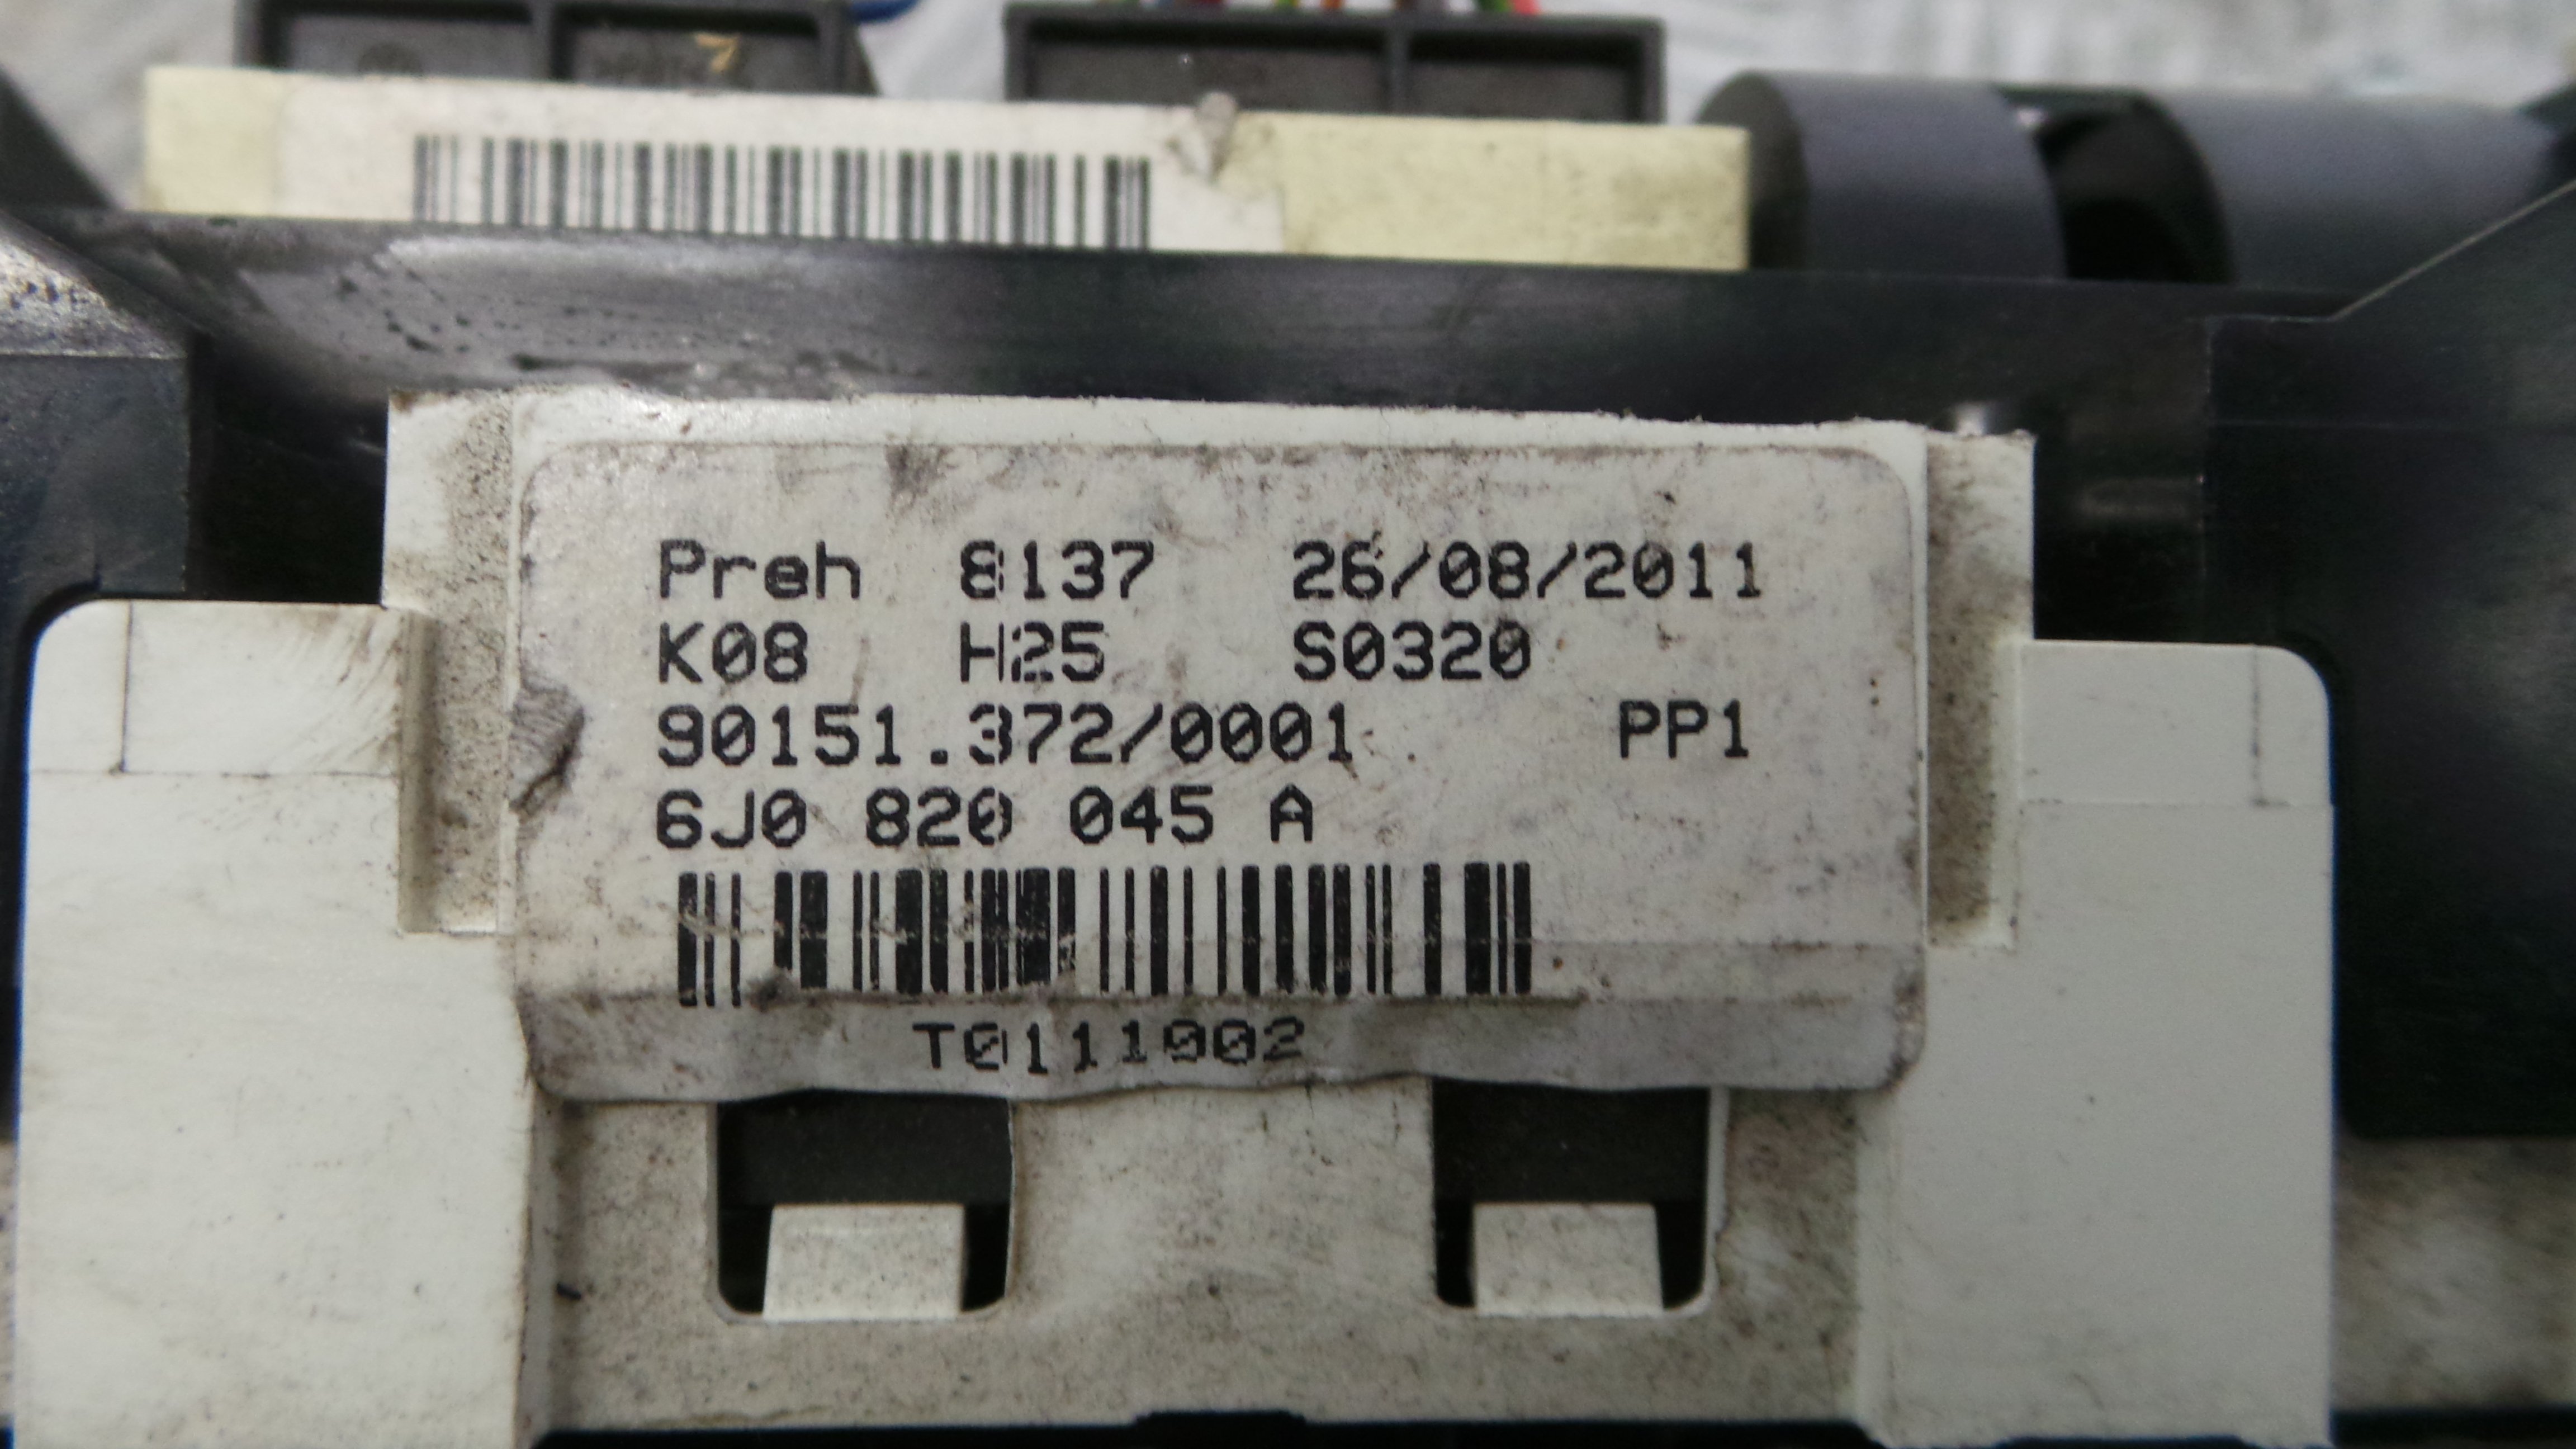 Preh 8137 26/08/2011
K08 H25 S0320
90151.372/0001 PP1
6J0 820 045 A
T0111002